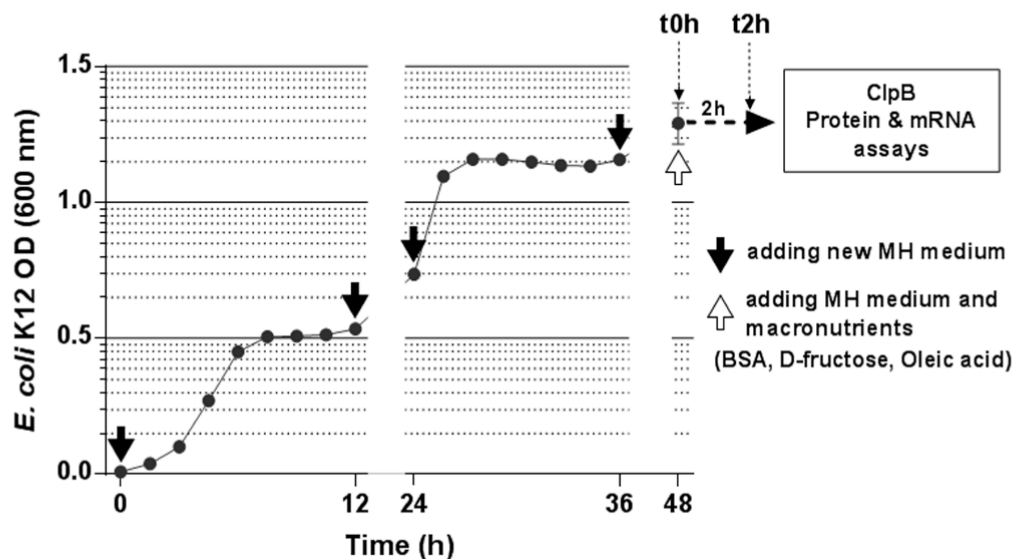 t0h t2h
1.5
2h
ClpB
Protein & mRNA
assays
1.0
adding new MH medium
adding MH medium and
macronutrients
(BSA, D-fructose, Oleic acid)
0.5
0.0
E. coli K12 OD (600 nm)
0 12 24 36 48
Time (h)